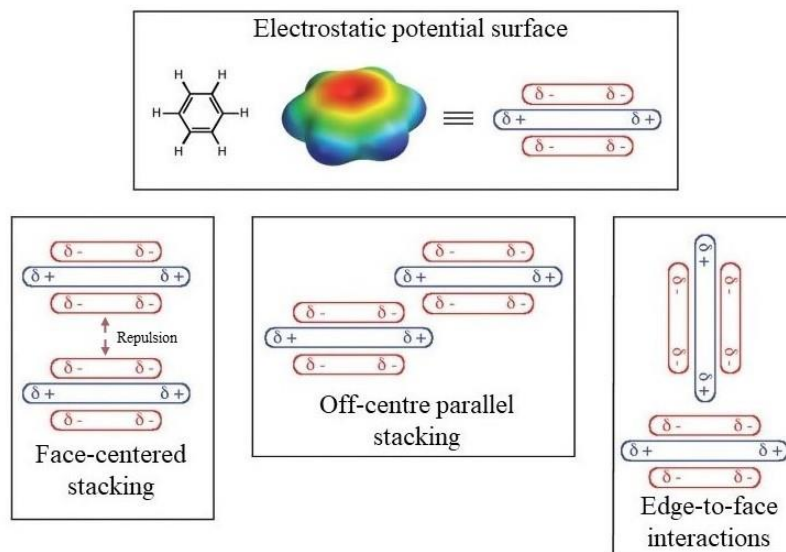 Electrostatic potential surface
H H
H H
H H
δ - δ -
δ + δ +
δ - δ -
δ - δ -
δ + δ +
δ - δ -
Repulsion
δ - δ -
δ + δ +
δ - δ -
Face-centered
stacking
δ - δ -
δ + δ +
δ - δ -
δ - δ -
δ + δ +
δ - δ -
Off-centre parallel
stacking
δ +
δ - δ -
δ - δ -
δ +
δ - δ -
δ + δ +
δ - δ -
Edge-to-face
interactions